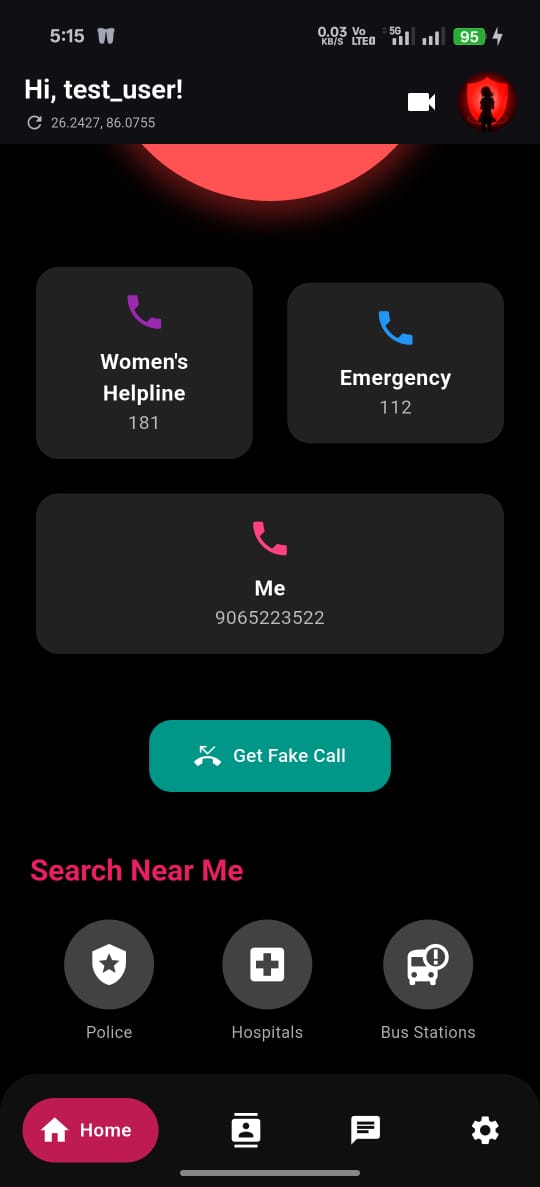 5:15
0.03 KB/S Vo LTE 5G 95
Hi, test_user!
26.2427, 86.0755
Women's
Helpline
181
Emergency
112
Me
9065223522
Get Fake Call
Search Near Me
Police
Hospitals
Bus Stations
Home